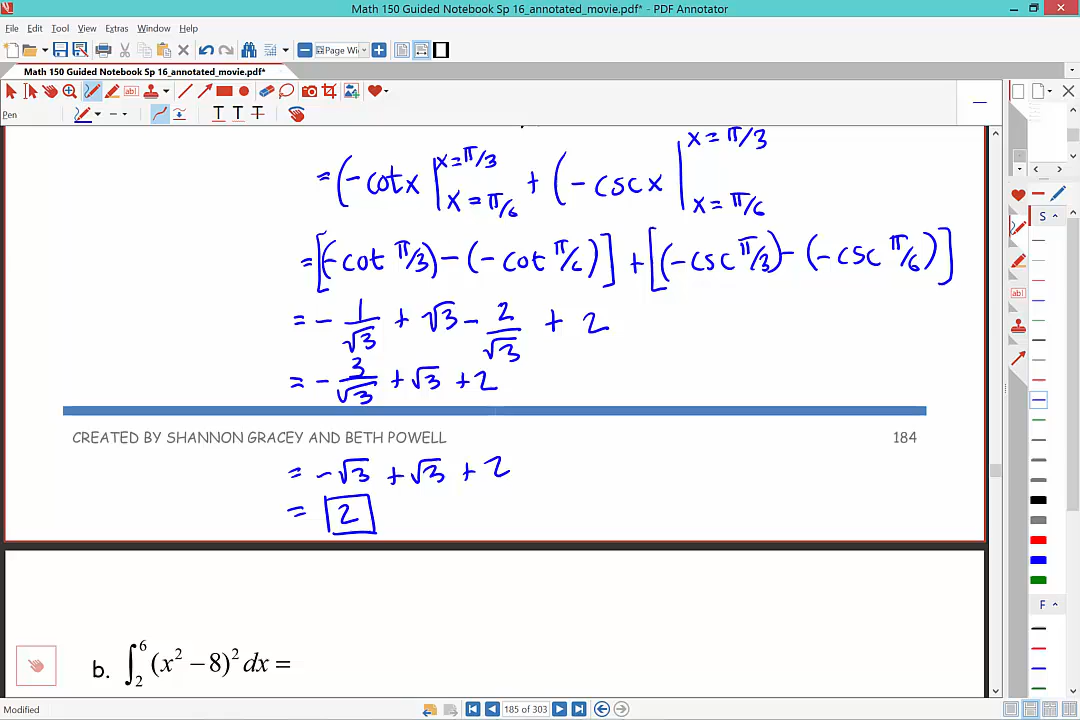 Math 150 Guided Notebook Sp 16_annotated_movie.pdf* - PDF Annotator
File Edit View Tool Extras Window Help
Page Wi
Math 150 Guided Notebook Sp 16_annotated_movie.pdf*
Pen
= (-cot x | x = π/3 x = π/6 + (-csc x | x = π/3 x = π/6
= [(-cot π/3) - (-cot π/6)] + [(-csc π/3) - (-csc π/6)]
= - 1/√3 + √3 - 2/√3 + 2
= - 3/√3 + √3 + 2
CREATED BY SHANNON GRACEY AND BETH POWELL 184
= -√3 + √3 + 2
= 2
b. ∫₂⁶ (x² - 8)² dx =
S
F
Modified
185 of 303